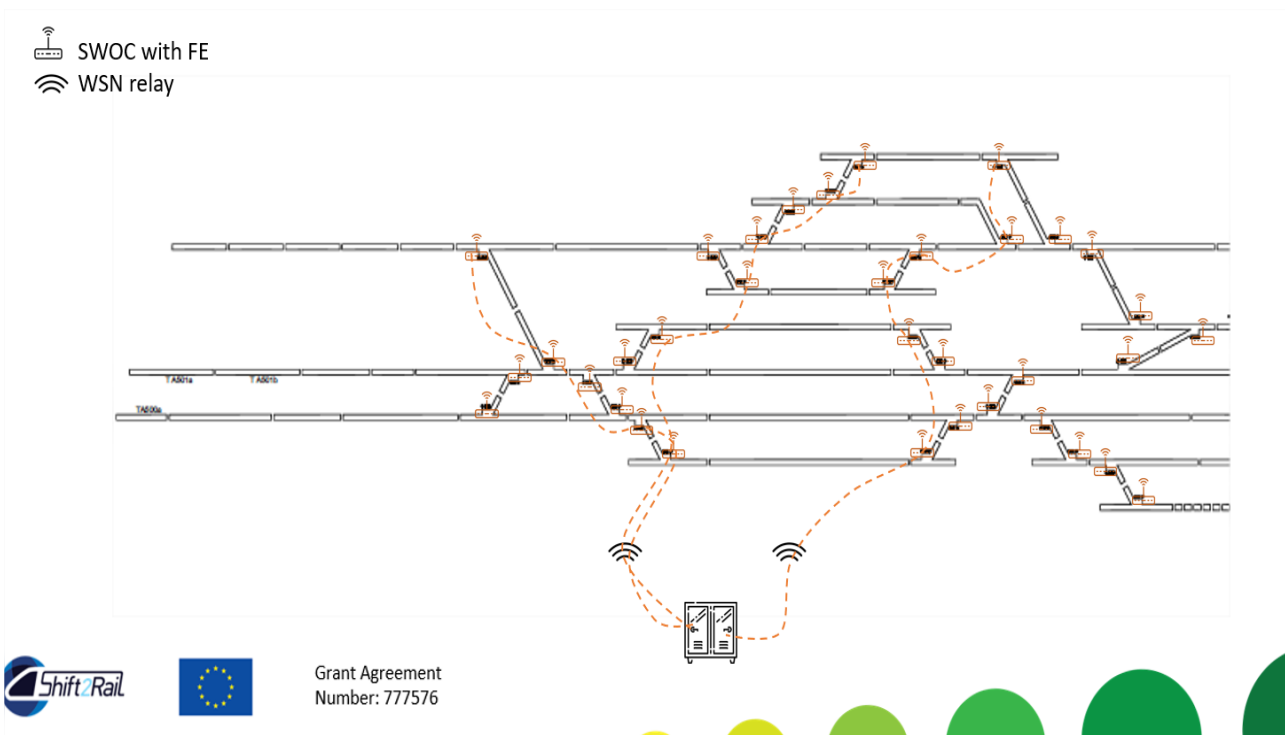 SWOC with FE
WSN relay
TA501a
TA501b
TA500a
Shift2Rail
Grant Agreement
Number: 777576